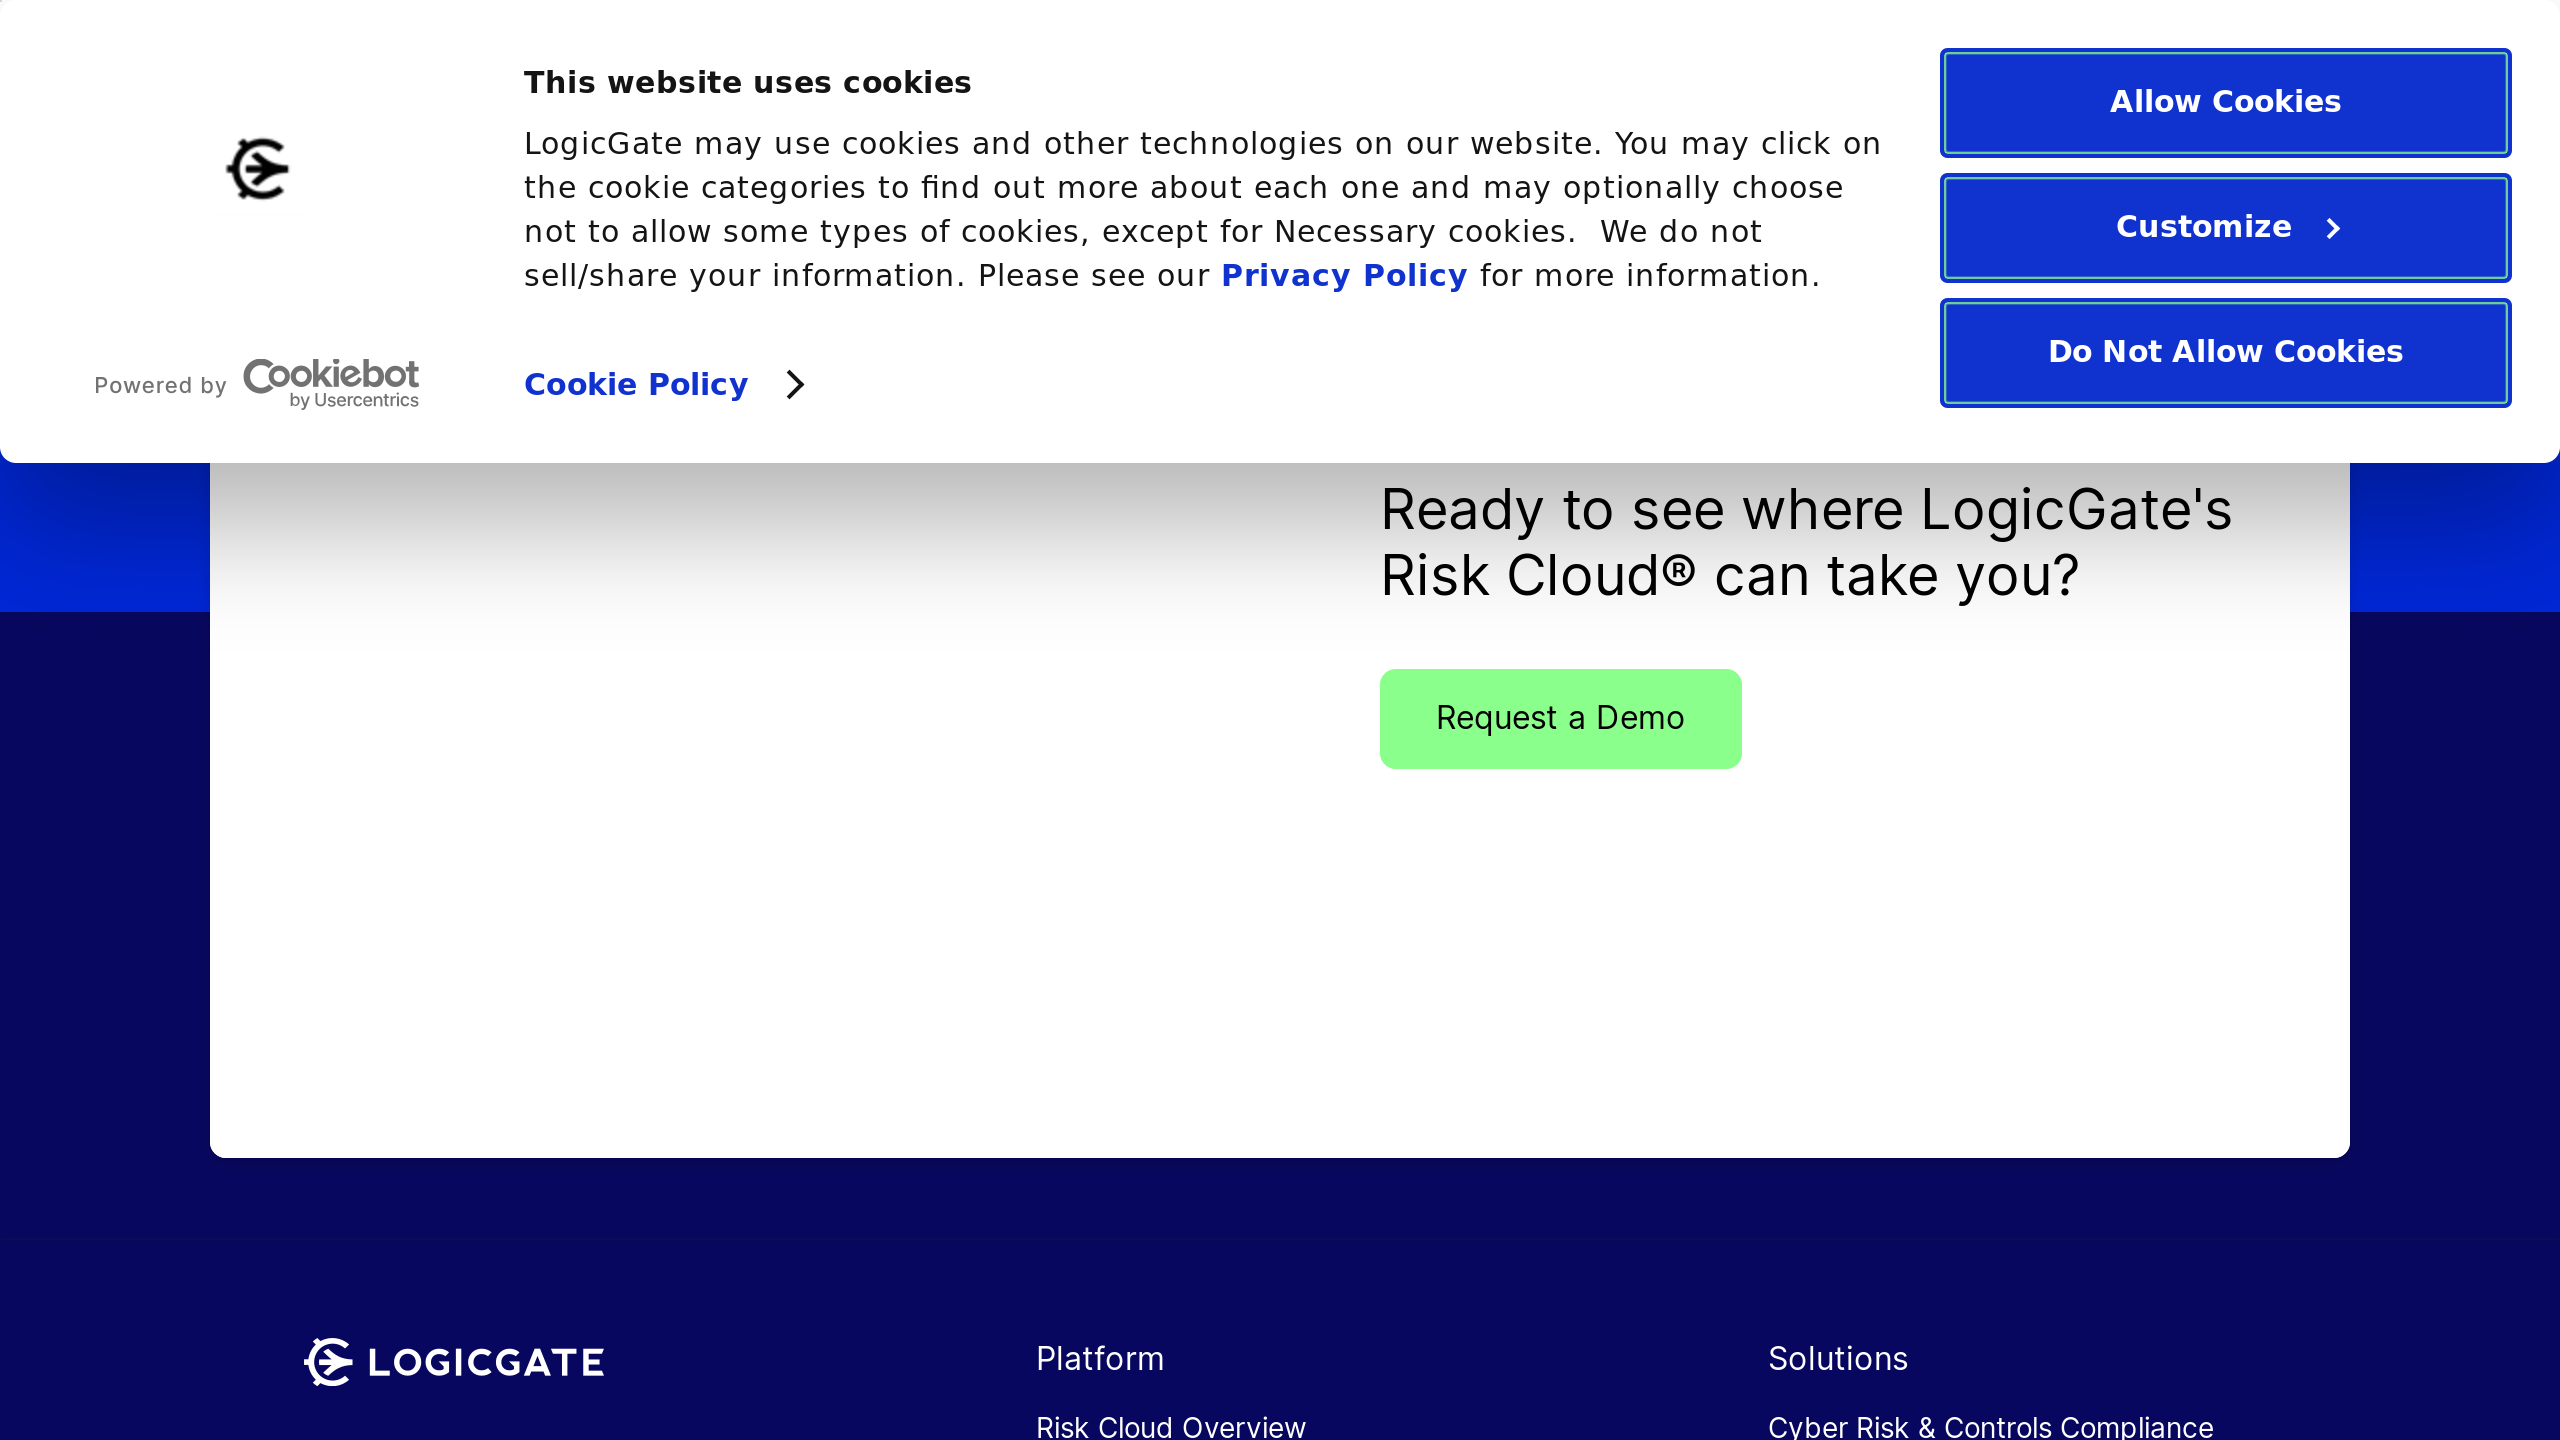 This website uses cookies
LogicGate may use cookies and other technologies on our website. You may click on
the cookie categories to find out more about each one and may optionally choose
not to allow some types of cookies, except for Necessary cookies.  We do not
sell/share your information. Please see our Privacy Policy for more information.
Powered by Cookiebot
by Usercentrics
Cookie Policy
Allow Cookies
Customize
Do Not Allow Cookies
Ready to see where LogicGate's
Risk Cloud® can take you?
Request a Demo
LOGICGATE
Platform
Risk Cloud Overview
Solutions
Cyber Risk & Controls Compliance